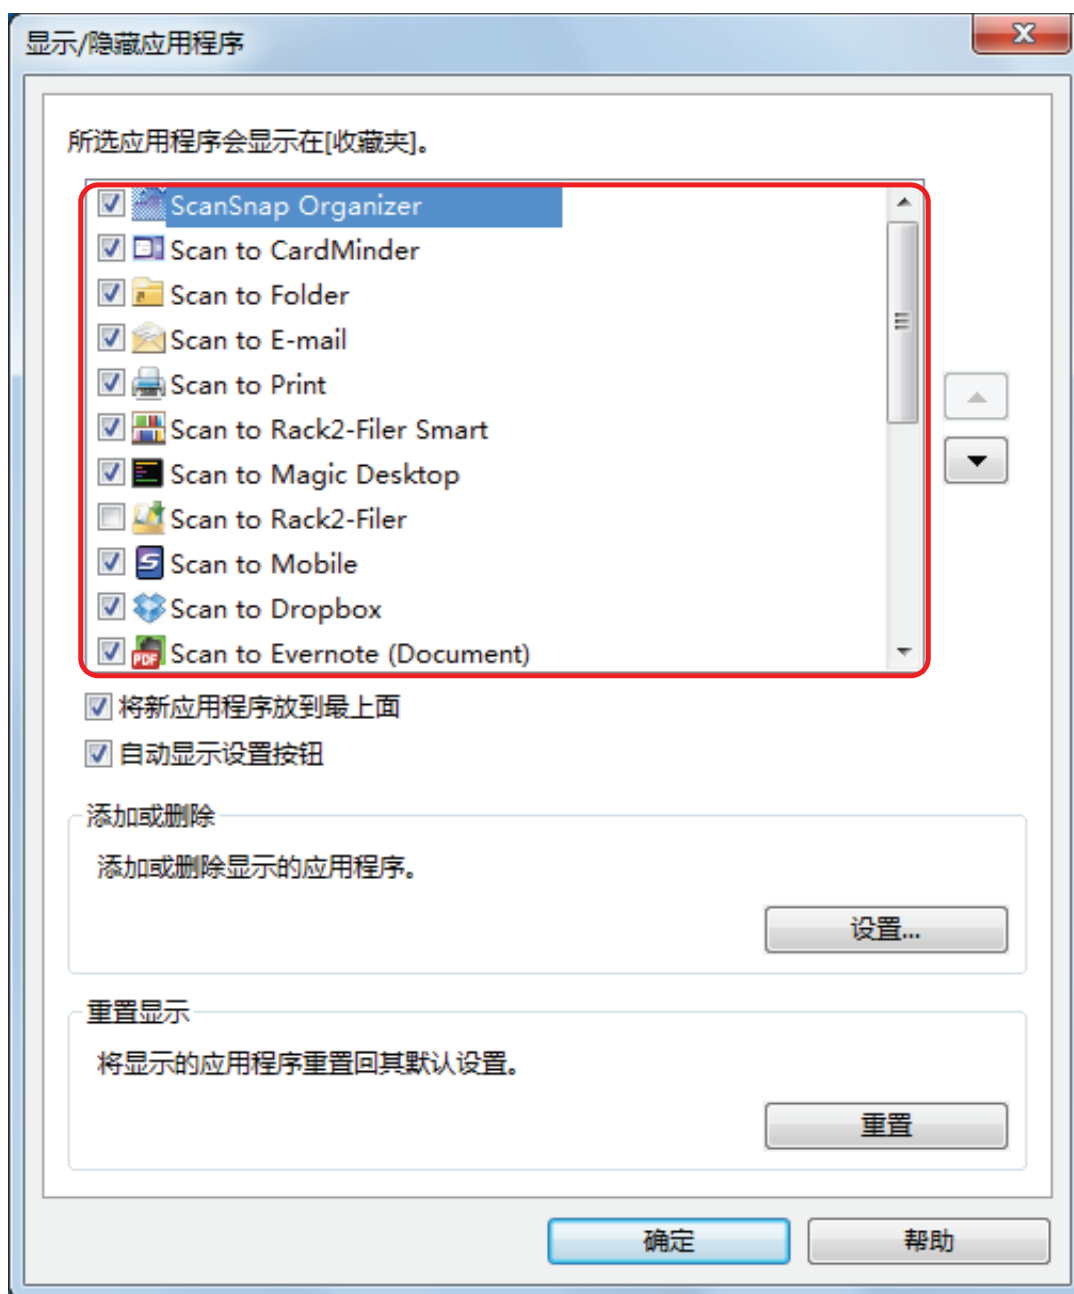 显示/隐藏应用程序
所选应用程序会显示在[收藏夹]。
ScanSnap Organizer
Scan to CardMinder
Scan to Folder
Scan to E-mail
Scan to Print
Scan to Rack2-Filer Smart
Scan to Magic Desktop
Scan to Rack2-Filer
Scan to Mobile
Scan to Dropbox
PDF Scan to Evernote (Document)
将新应用程序放到最上面
自动显示设置按钮
添加或删除
添加或删除显示的应用程序。
设置...
重置显示
将显示的应用程序重置回其默认设置。
重置
确定 帮助